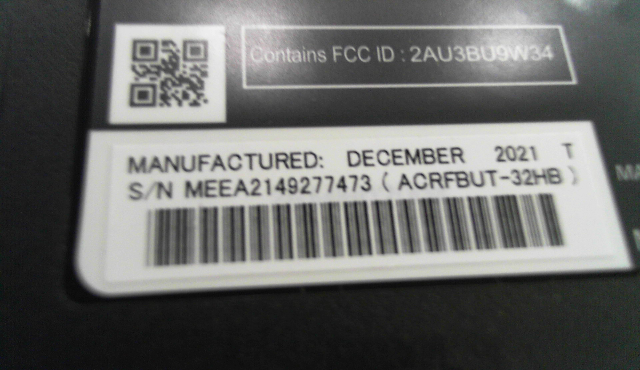 Contains FCC ID : 2AU3BU9W34
MANUFACTURED: DECEMBER 2021 T
S/N MEEA2149277473 ( ACRFBUT-32HB )